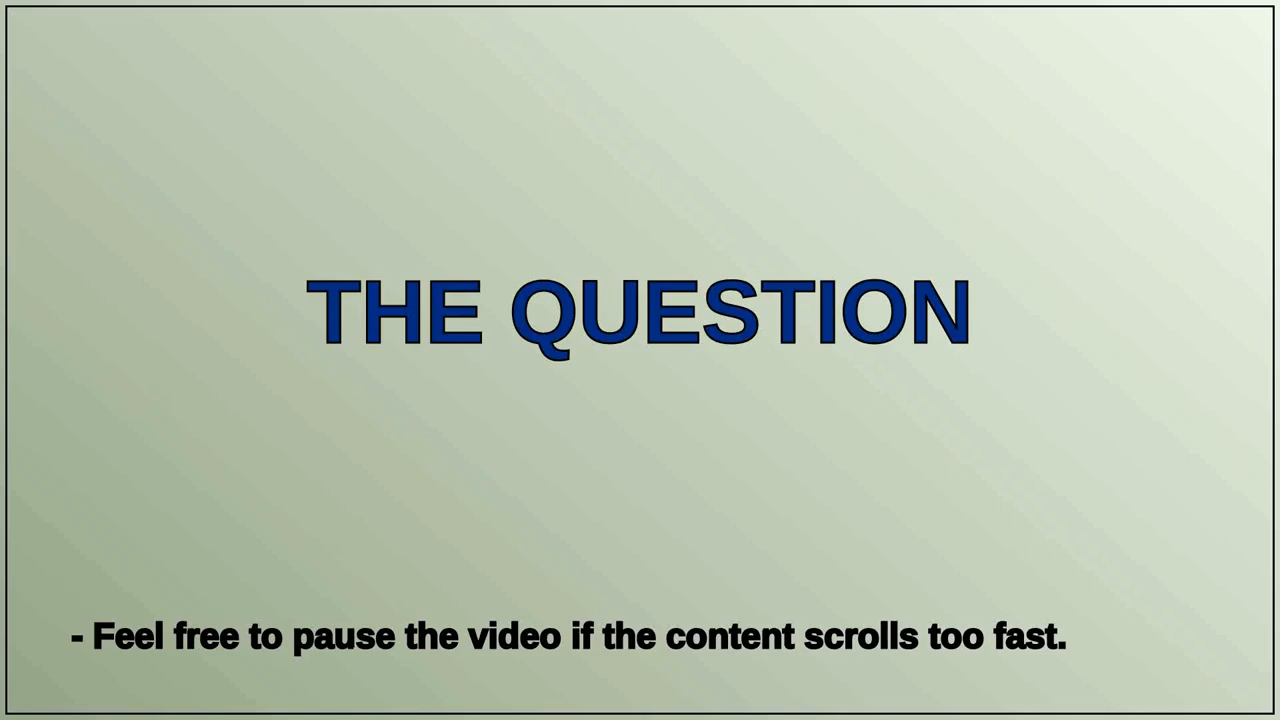 THE QUESTION
- Feel free to pause the video if the content scrolls too fast.